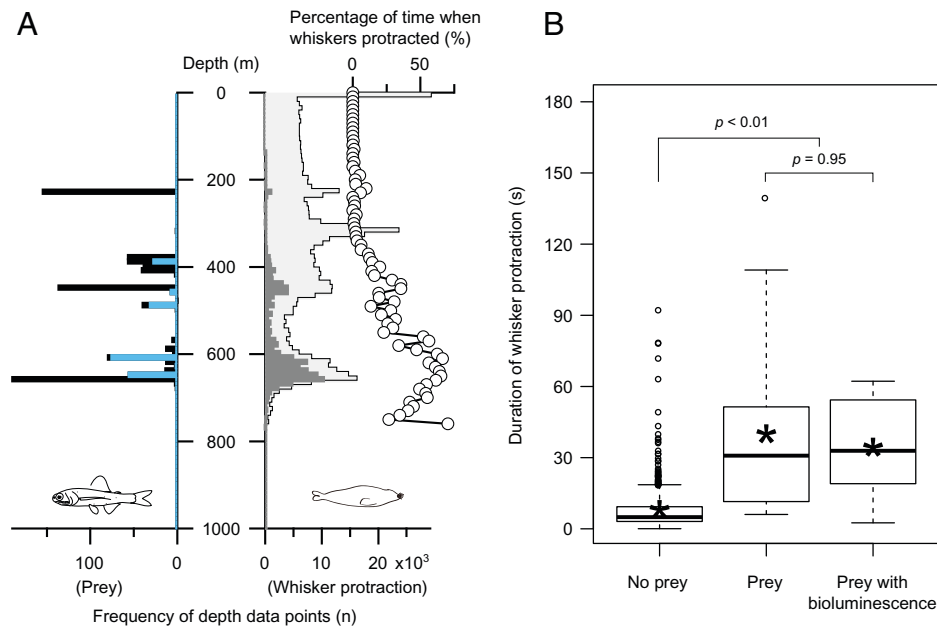 A
Percentage of time when
whiskers protracted (%)
Depth (m)
0 50
0
200
400
600
800
1000
100 0
(Prey)
0 10 20 x10³
(Whisker protraction)
Frequency of depth data points (n)
B
Duration of whisker protraction (s)
180
150
120
90
60
30
0
p < 0.01
p = 0.95
No prey
Prey
Prey with
bioluminescence